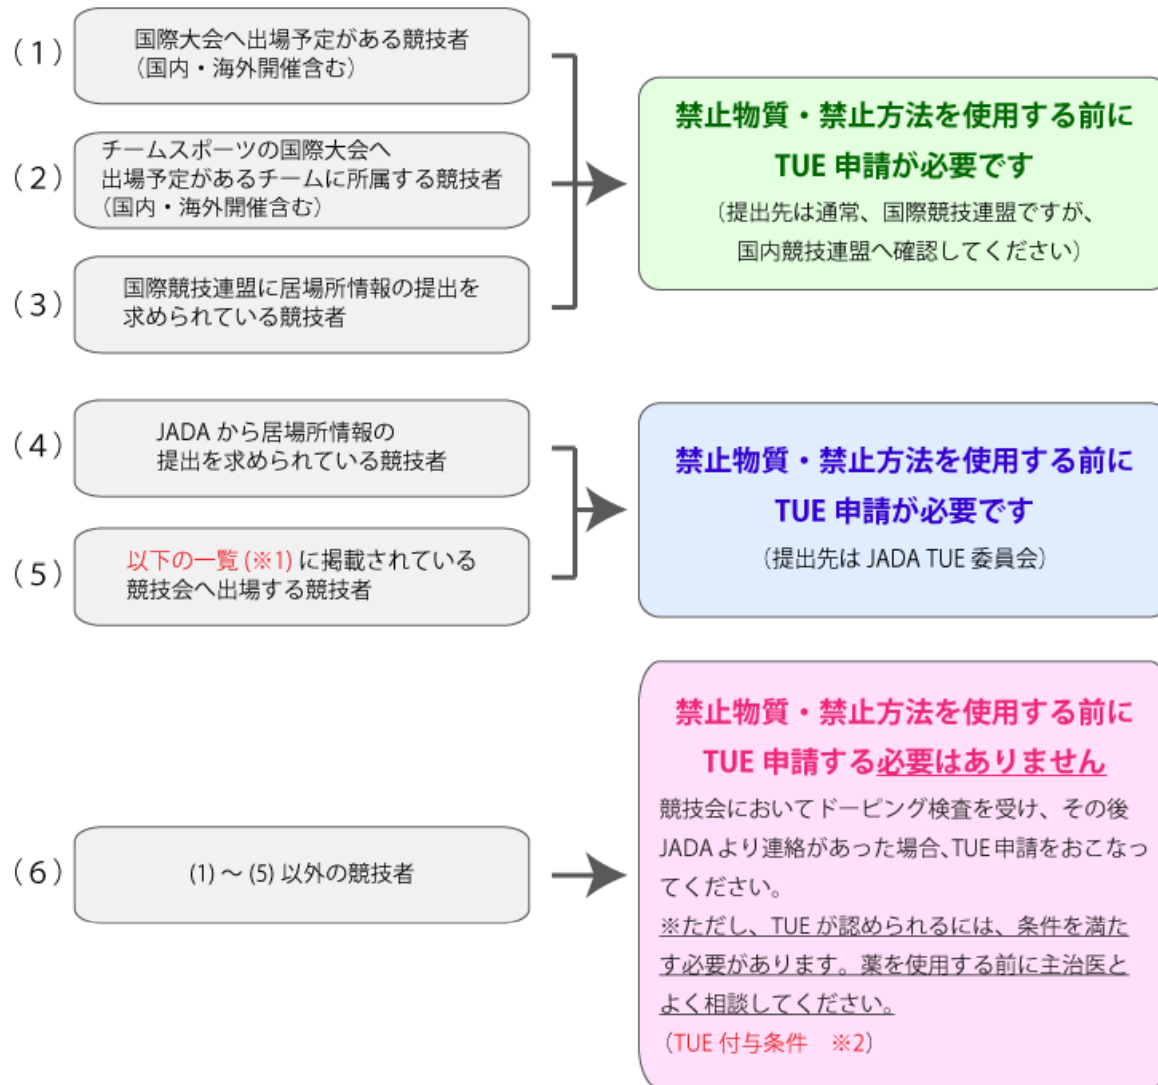 (1)
国際大会へ出場予定がある競技者
(国内・海外開催含む)
(2)
チームスポーツの国際大会へ
出場予定があるチームに所属する競技者
(国内・海外開催含む)
(3)
国際競技連盟に居場所情報の提出を
求められている競技者
禁止物質・禁止方法を使用する前に
TUE 申請が必要です
(提出先は通常、国際競技連盟ですが、
国内競技連盟へ確認してください)
(4)
JADA から居場所情報の
提出を求められている競技者
(5)
以下の一覧 (※1) に掲載されている
競技会へ出場する競技者
禁止物質・禁止方法を使用する前に
TUE 申請が必要です
(提出先は JADA TUE 委員会)
(6)
(1) ～ (5) 以外の競技者
禁止物質・禁止方法を使用する前に
TUE 申請する必要はありません
競技会においてドーピング検査を受け、その後
JADA より連絡があった場合、TUE 申請をおこなっ
てください。
※ただし、TUE が認められるには、条件を満た
す必要があります。薬を使用する前に主治医と
よく相談してください。
(TUE 付与条件　※2)